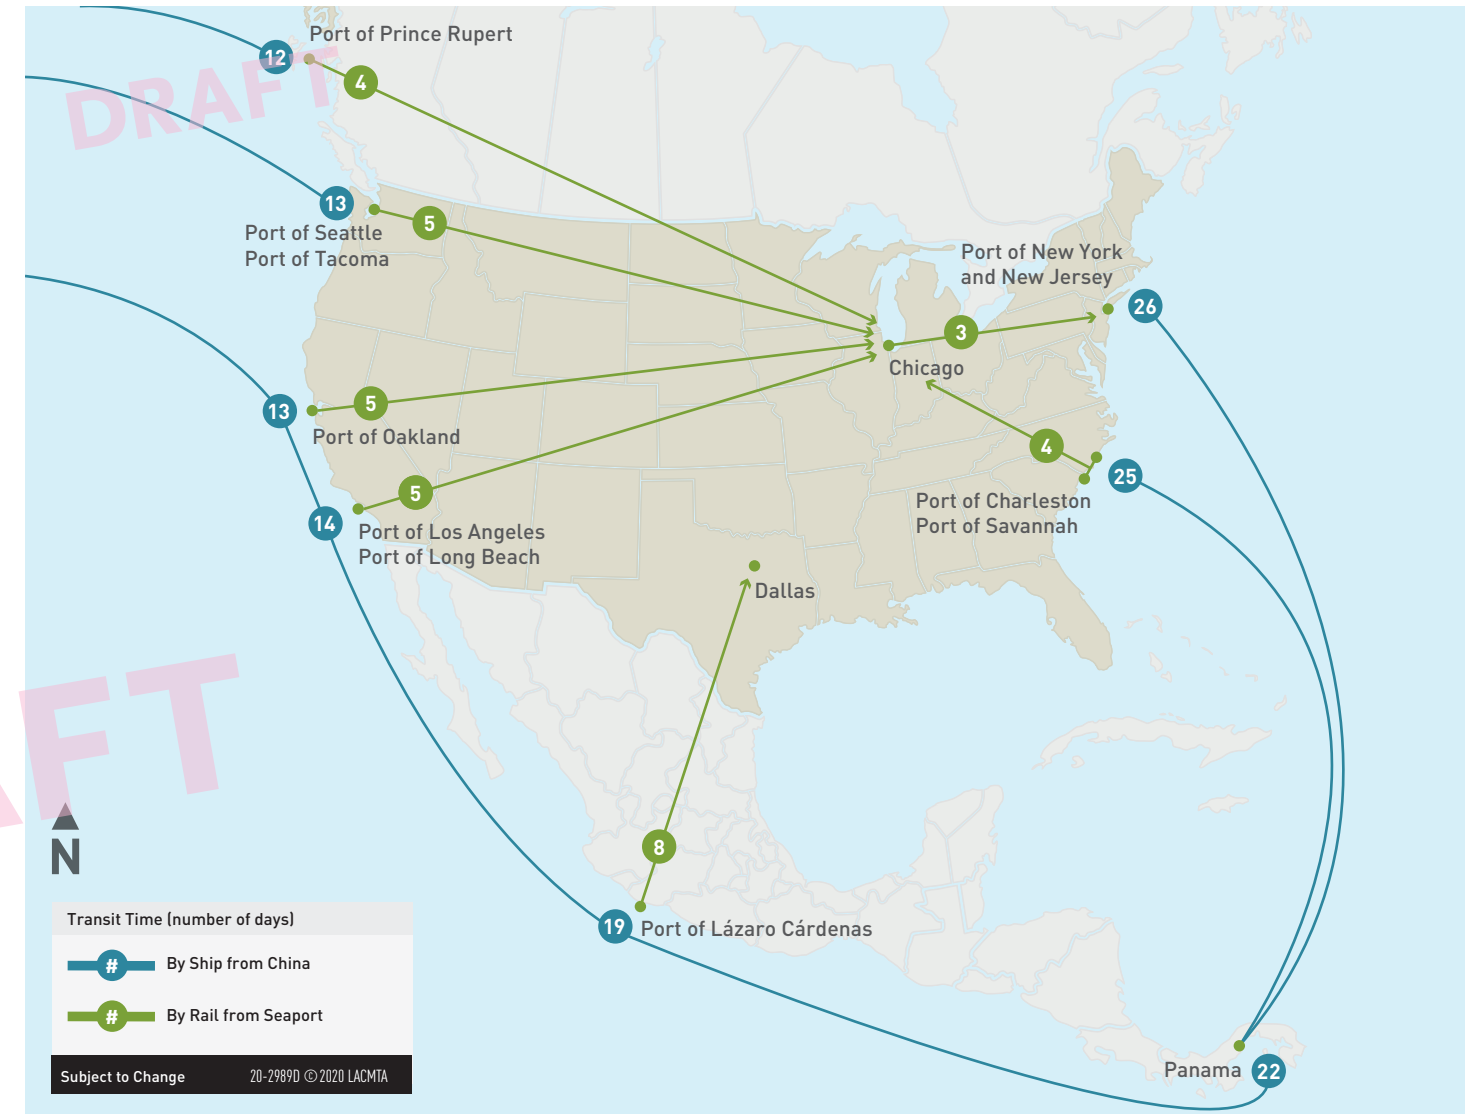 Port of Prince Rupert
12
4
DRAFT
13
5
Port of Seattle
Port of Tacoma
Port of New York
and New Jersey
26
3
Chicago
13
5
Port of Oakland
4
25
5
14
Port of Charleston
Port of Savannah
Port of Los Angeles
Port of Long Beach
Dallas
AFT
N
8
19
Port of Lázaro Cárdenas
Transit Time (number of days)
# By Ship from China
# By Rail from Seaport
Subject to Change 20-2989D ©2020 LACMTA
Panama
22